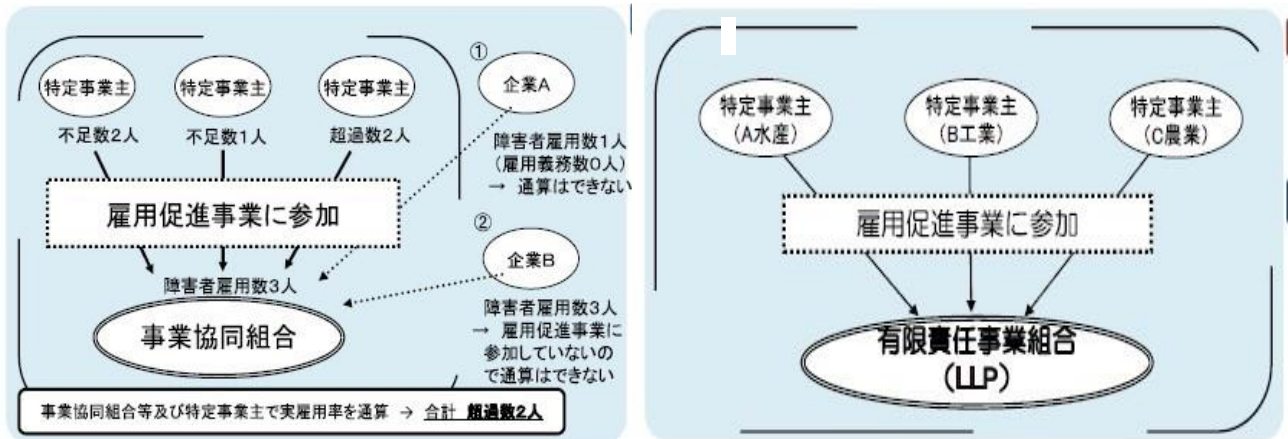 特定事業主
特定事業主
特定事業主
不足数2人
不足数1人
超過数2人
雇用促進事業に参加
障害者雇用数3人
事業協同組合
①
企業A
障害者雇用数1人
(雇用義務数0人)
→ 通算はできない
②
企業B
障害者雇用数3人
→ 雇用促進事業に
参加していないの
で通算はできない
事業協同組合等及び特定事業主で実雇用率を通算 → 合計 超過数2人
特定事業主
(A水産)
特定事業主
(B工業)
特定事業主
(C農業)
雇用促進事業に参加
有限責任事業組合
(LLP)